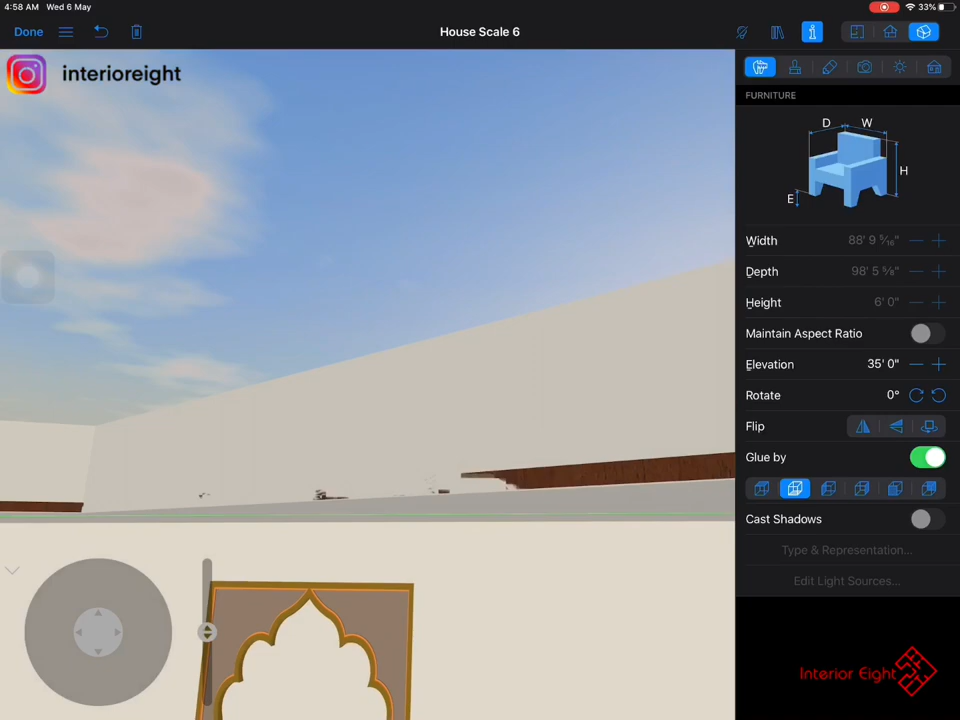 4:58 AM Wed 6 May
33%
Done
House Scale 6
interioreight
FURNITURE
D W
H
E
Width 88' 9 5⁄16"
Depth 98' 5 5⁄8"
Height 6' 0"
Maintain Aspect Ratio
Elevation 35' 0"
Rotate 0°
Flip
Glue by
Cast Shadows
Type & Representation...
Edit Light Sources...
Interior Eight